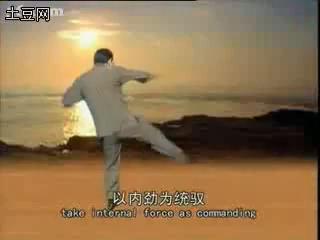 土豆网
以内劲为统驭
take internal force as commanding